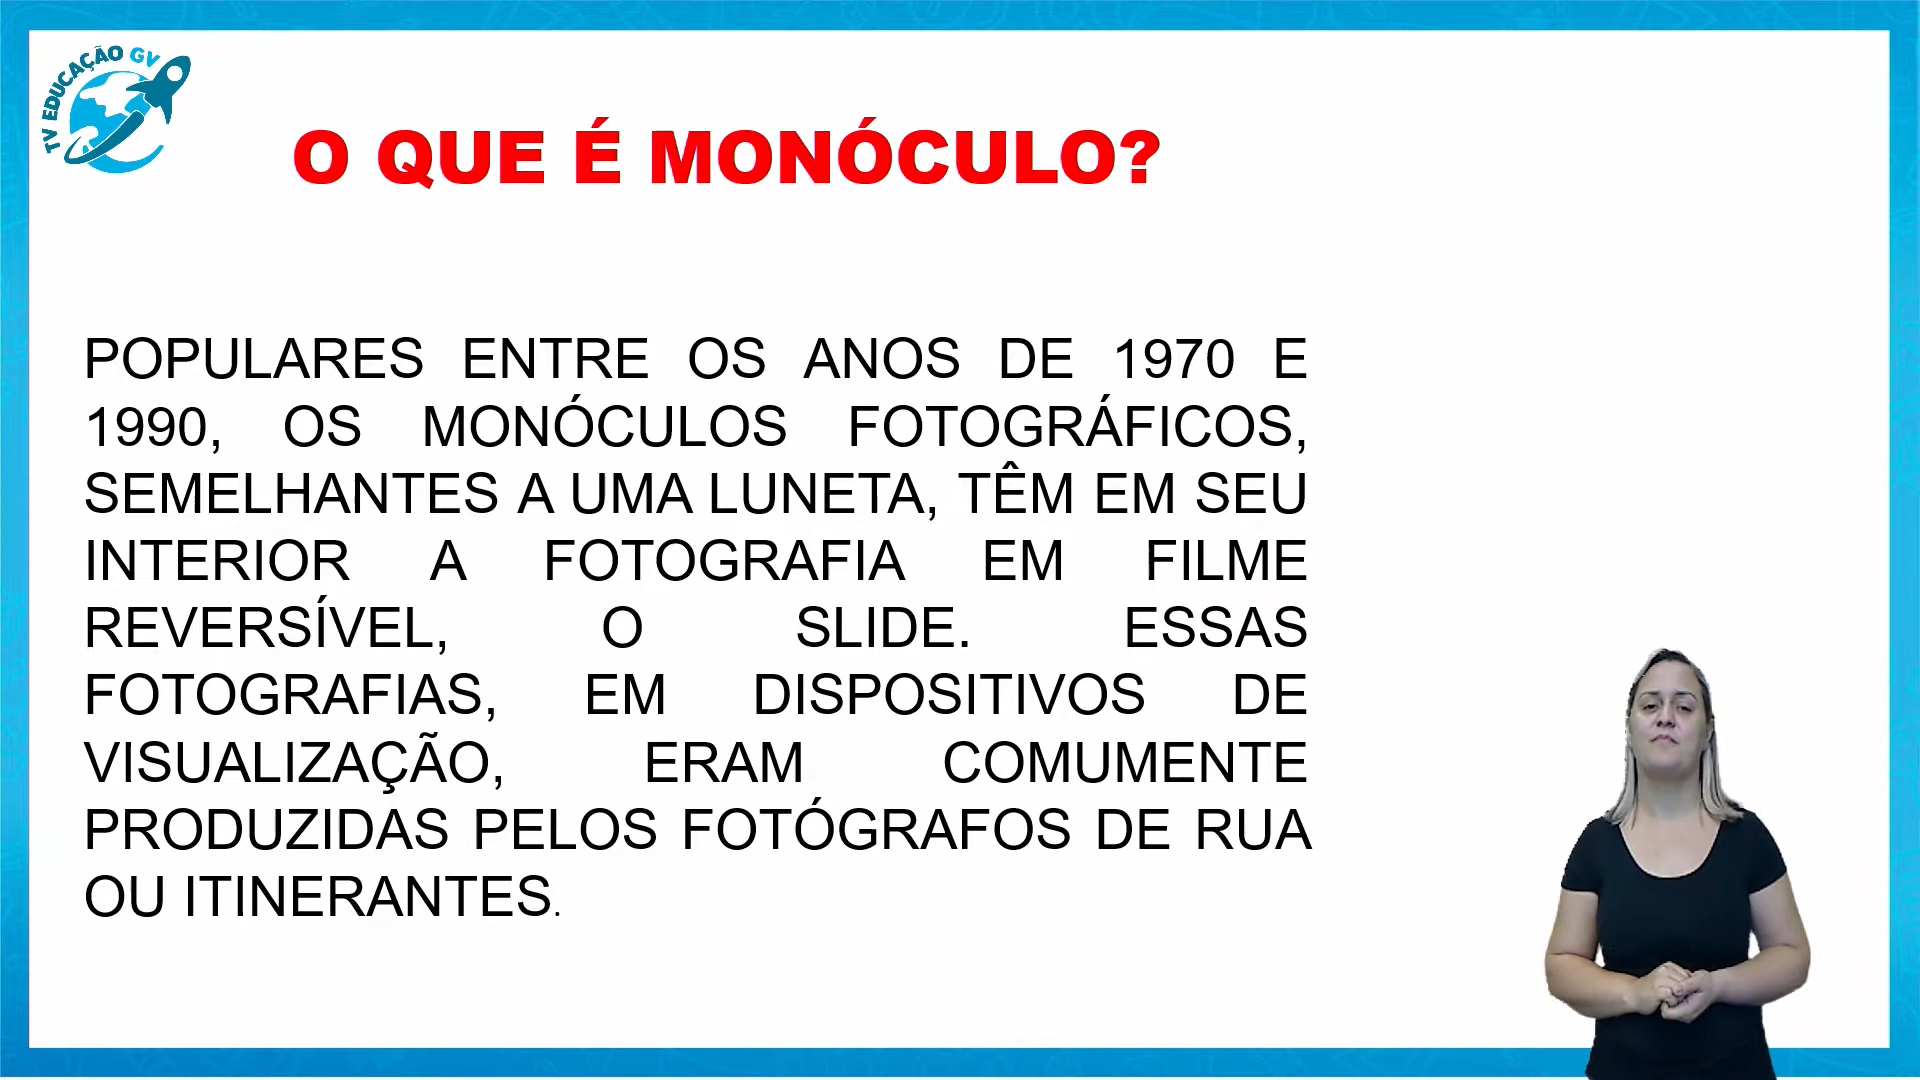 TV EDUCAÇÃO GV
O QUE É MONÓCULO?
POPULARES ENTRE OS ANOS DE 1970 E
1990, OS MONÓCULOS FOTOGRÁFICOS,
SEMELHANTES A UMA LUNETA, TÊM EM SEU
INTERIOR A FOTOGRAFIA EM FILME
REVERSÍVEL, O SLIDE. ESSAS
FOTOGRAFIAS, EM DISPOSITIVOS DE
VISUALIZAÇÃO, ERAM COMUMENTE
PRODUZIDAS PELOS FOTÓGRAFOS DE RUA
OU ITINERANTES.